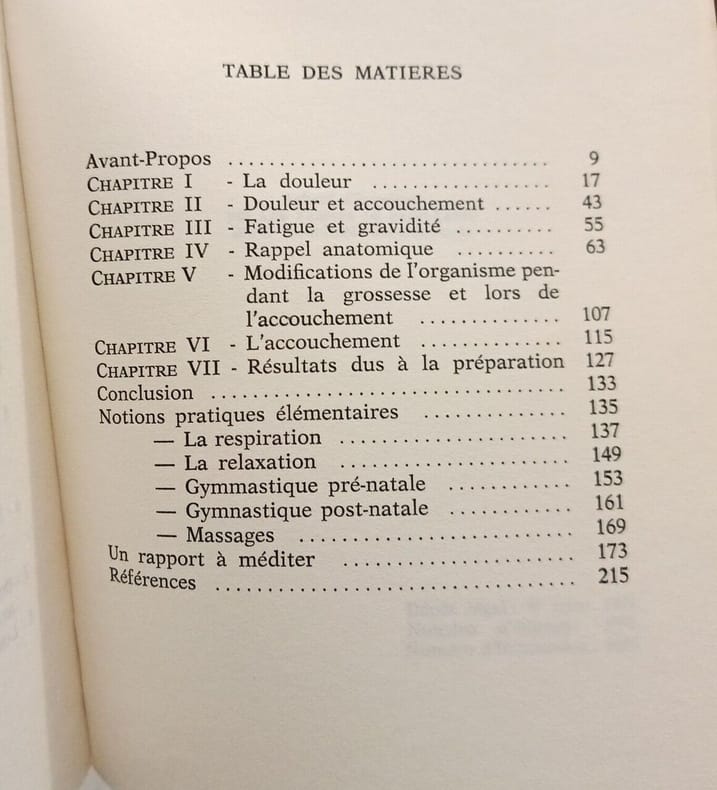 TABLE DES MATIERES
Avant-Propos ................................ 9
CHAPITRE I - La douleur ................... 17
CHAPITRE II - Douleur et accouchement ...... 43
CHAPITRE III - Fatigue et gravidité .......... 55
CHAPITRE IV - Rappel anatomique .......... 63
CHAPITRE V - Modifications de l'organisme pen-
dant la grossesse et lors de
l'accouchement .............. 107
CHAPITRE VI - L'accouchement .............. 115
CHAPITRE VII - Résultats dus à la préparation 127
Conclusion .................................. 133
Notions pratiques élémentaires .............. 135
— La respiration ...................... 137
— La relaxation ...................... 149
— Gymmastique pré-natale ............ 153
— Gymnastique post-natale ............ 161
— Massages .......................... 169
Un rapport à méditer ...................... 173
Références .................................. 215